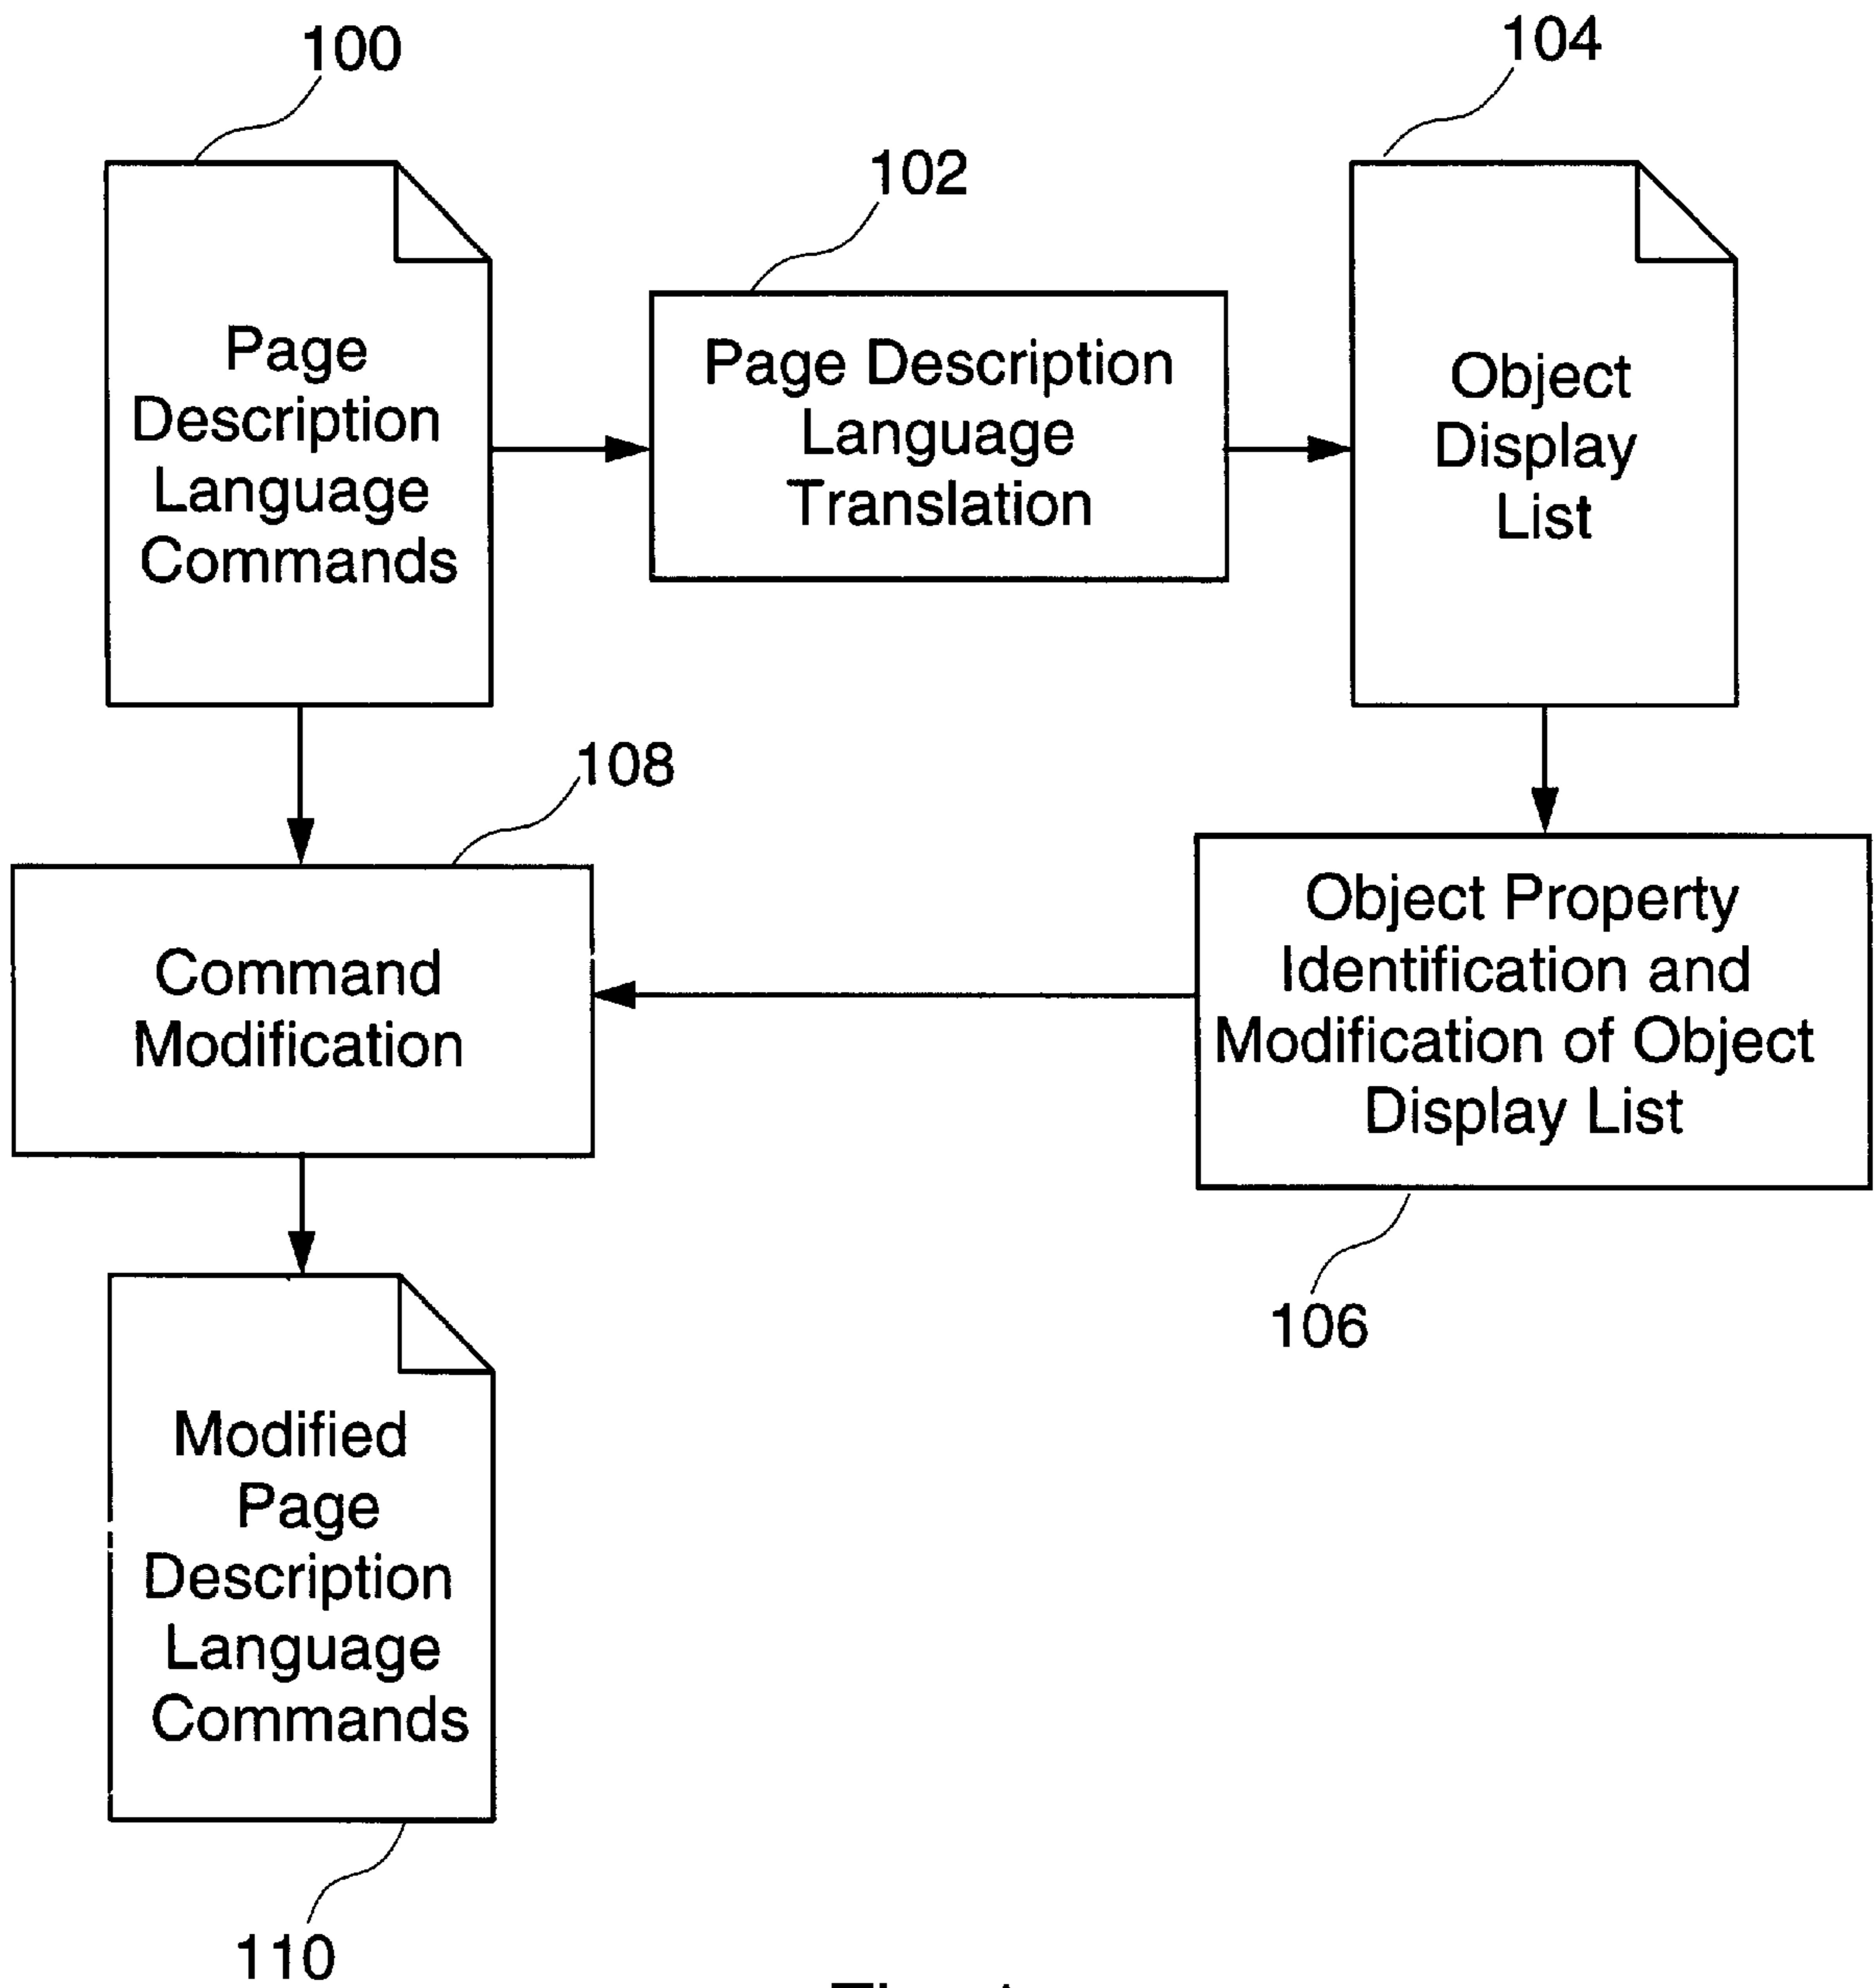 100
104
102
Page
Description
Language
Commands
Page Description
Language
Translation
Object
Display
List
108
Command
Modification
Object Property
Identification and
Modification of Object
Display List
106
Modified
Page
Description
Language
Commands
110